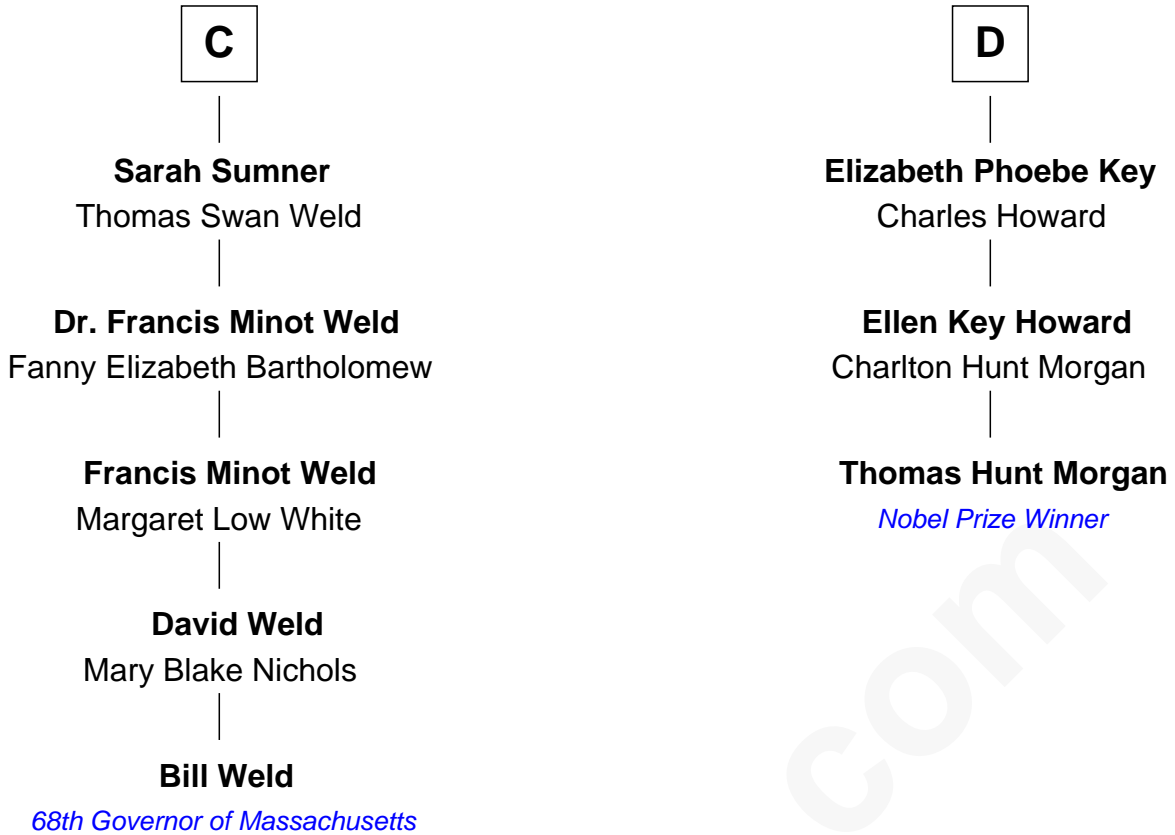 C
Sarah Sumner
Thomas Swan Weld
Dr. Francis Minot Weld
Fanny Elizabeth Bartholomew
Francis Minot Weld
Margaret Low White
David Weld
Mary Blake Nichols
Bill Weld
68th Governor of Massachusetts
D
Elizabeth Phoebe Key
Charles Howard
Ellen Key Howard
Charlton Hunt Morgan
Thomas Hunt Morgan
Nobel Prize Winner
com